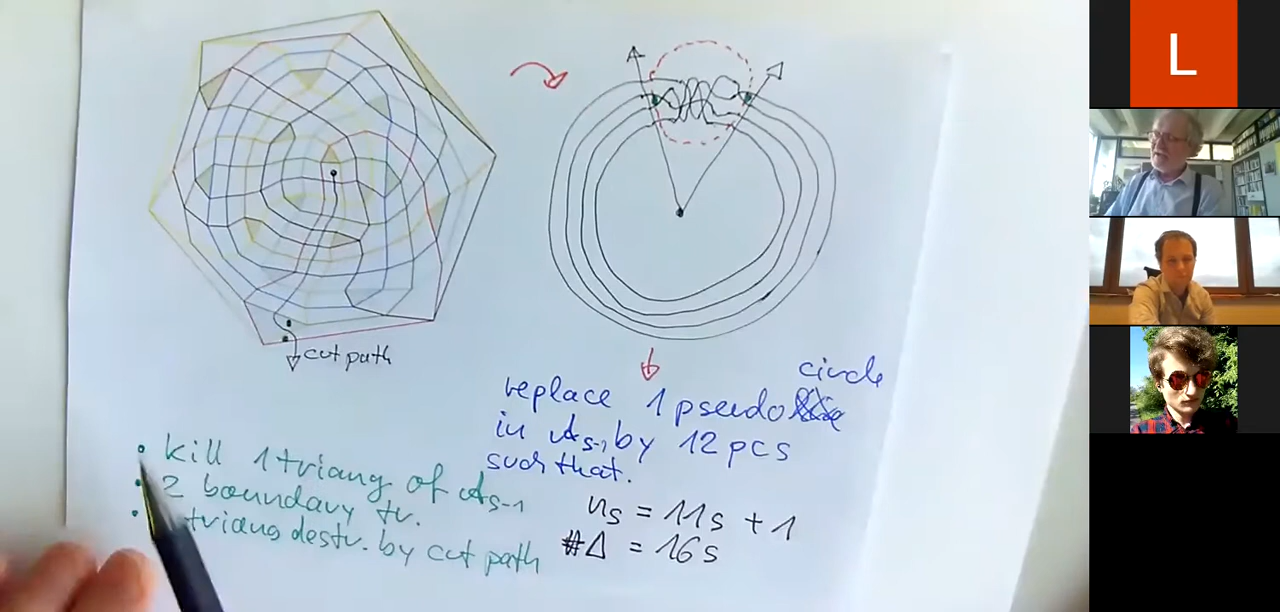 L
cut path
replace 1 pseudo circle
in As-1 by 12 pcs
such that.
ns = 11s + 1
#Δ = 16s
• kill 1 triang of As-1
• 2 boundary tr.
• triang destr. by cut path